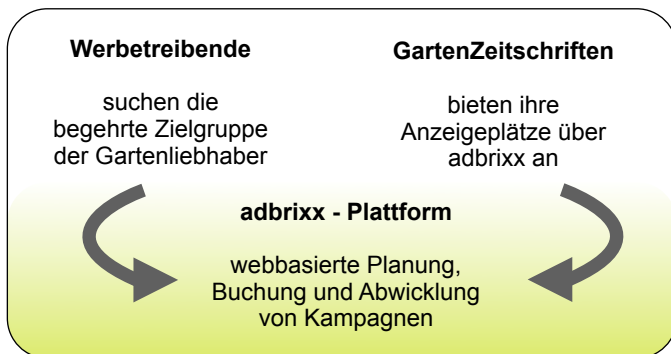 Werbetreibende
suchen die
begehrte Zielgruppe
der Gartenliebhaber
GartenZeitschriften
bieten ihre
Anzeigeplätze über
adbrixx an
adbrixx - Plattform
webbasierte Planung,
Buchung und Abwicklung
von Kampagnen